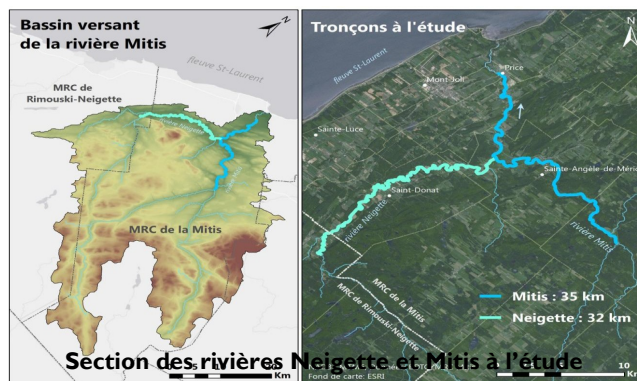 Bassin versant
de la rivière Mitis
N
fleuve St-Laurent
MRC de
Rimouski-Neigette
MRC de la Mitis
Km
Tronçons à l'étude
N
fleuve St-Laurent
Price
Mont-Joli
Sainte-Luce
Sainte-Angèle-de-Méric
Saint-Donat
rivière Neigette
rivière Mitis
MRC de la Mitis
MRC de Rimouski-Neigette
Mitis : 35 km
Neigette : 32 km
10
Km
Fond de carte: ESRI
Section des rivières Neigette et Mitis à l'étude